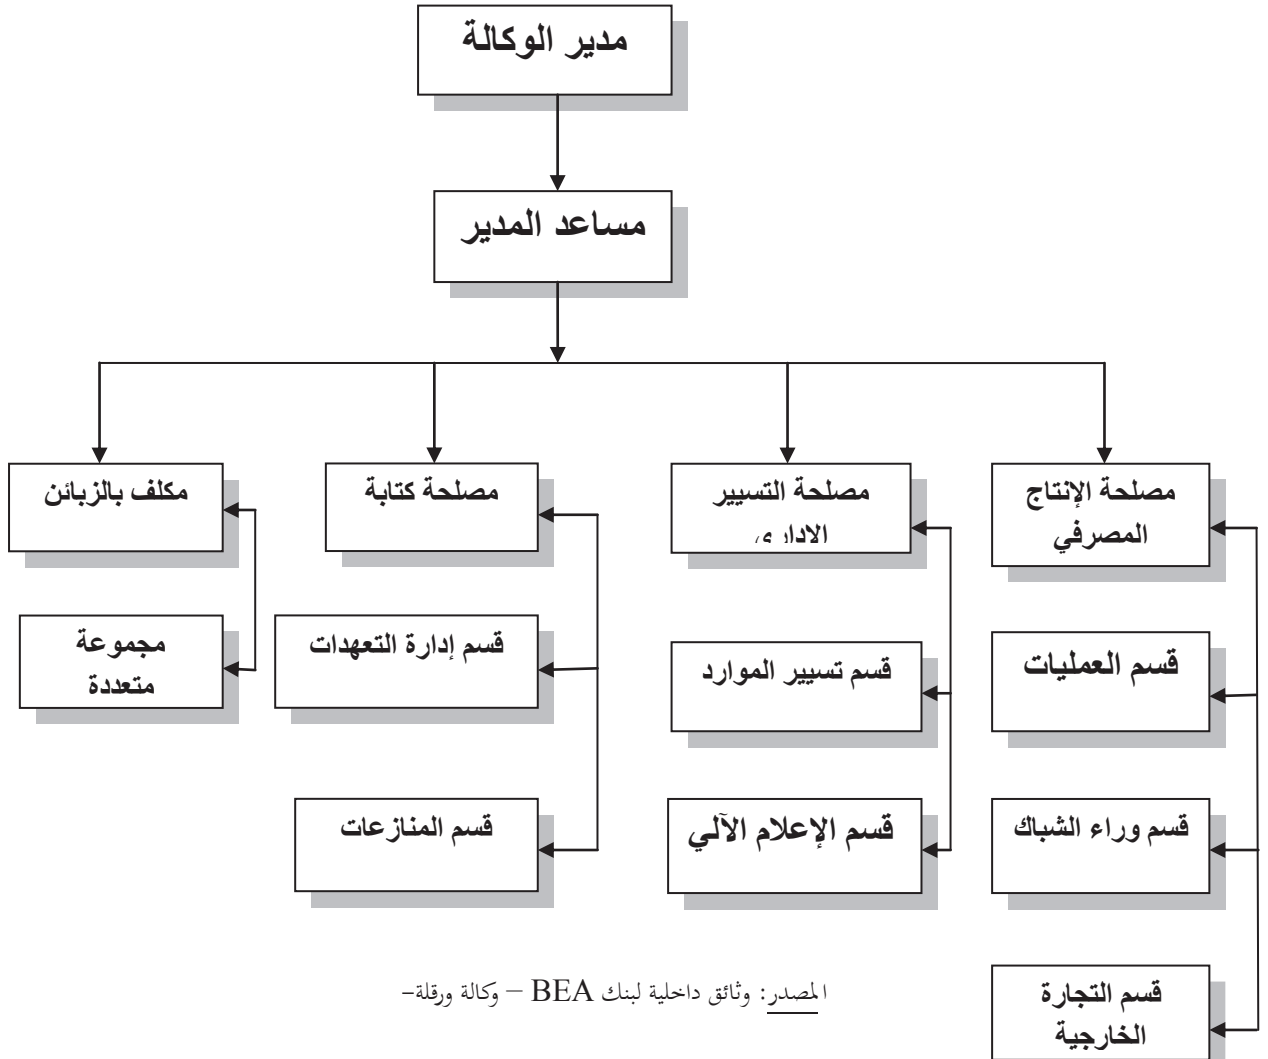 مدير الوكالة
مساعد المدير
مصلحة الإنتاج
المصرفي
مصلحة التسيير
الاداري
مصلحة كتابة
مكلف بالزبائن
قسم العمليات
قسم تسيير الموارد
قسم إدارة التعهدات
مجموعة
متعددة
قسم وراء الشباك
قسم الإعلام الآلي
قسم المنازعات
قسم التجارة
الخارجية
المصدر: وثائق داخلية لبنك BEA – وكالة ورقلة-